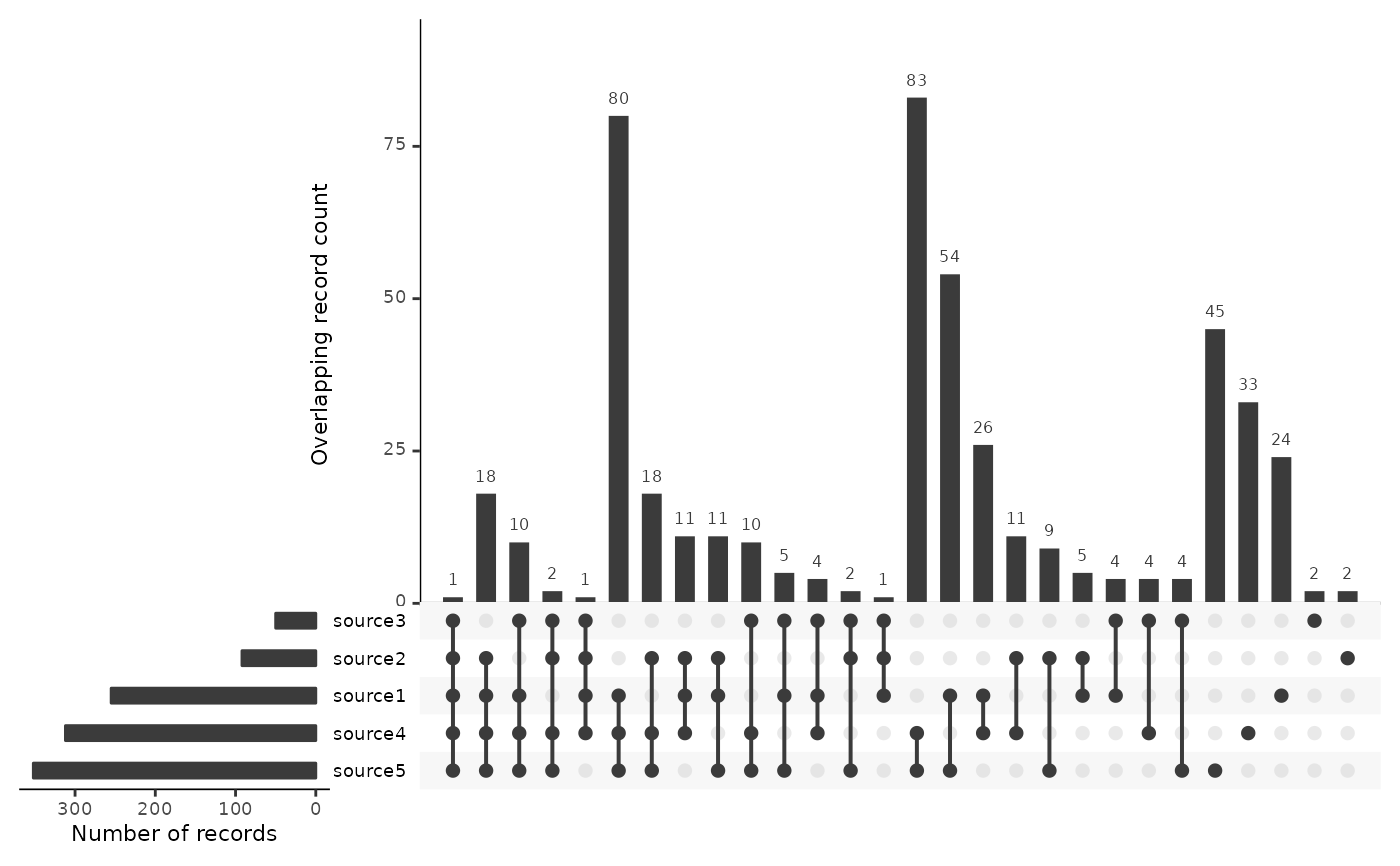 Overlapping record count
75
50
25
0
1 18 10 2 1 80 18 11 11 10 5 4 2 1 83 54 26 11 9 5 4 4 4 45 33 24 2 2
source3
source2
source1
source4
source5
300 200 100 0
Number of records